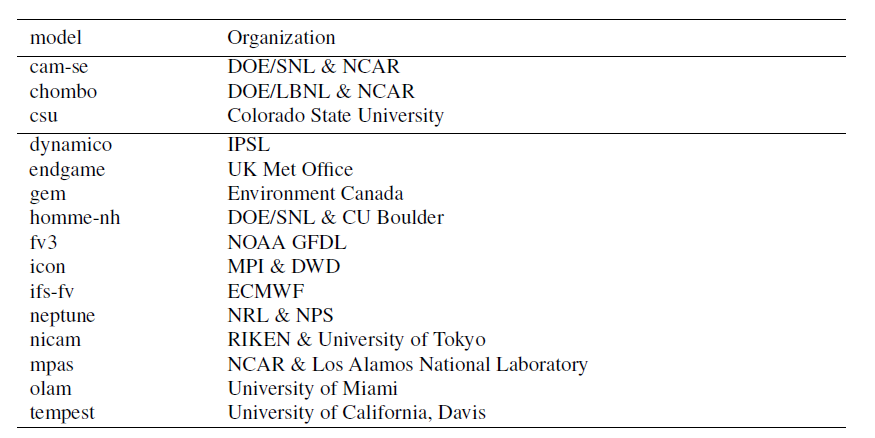 model Organization
cam-se DOE/SNL & NCAR
chombo DOE/LBNL & NCAR
csu Colorado State University
dynamico IPSL
endgame UK Met Office
gem Environment Canada
homme-nh DOE/SNL & CU Boulder
fv3 NOAA GFDL
icon MPI & DWD
ifs-fv ECMWF
neptune NRL & NPS
nicam RIKEN & University of Tokyo
mpas NCAR & Los Alamos National Laboratory
olam University of Miami
tempest University of California, Davis